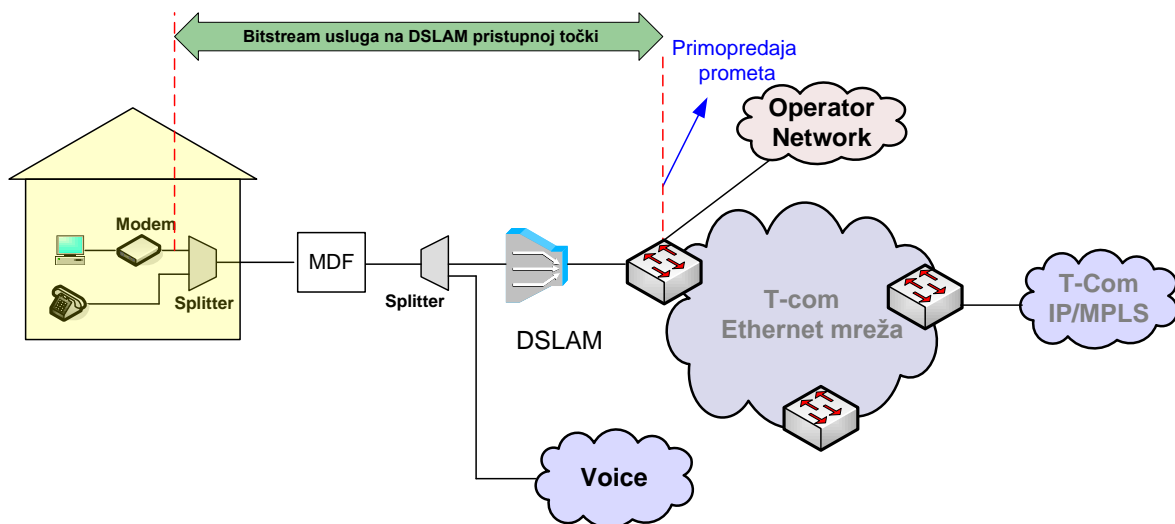 Bitstream usluga na DSLAM pristupnoj točki
Primopredaja
prometa
Operator
Network
Modem
Splitter
MDF
Splitter
DSLAM
T-com
Ethernet mreža
T-Com
IP/MPLS
Voice